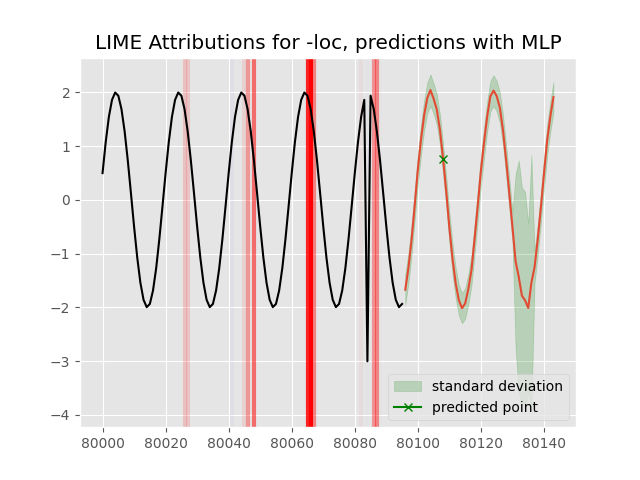 LIME Attributions for -loc, predictions with MLP
2
1
0
−1
−2
−3
−4
standard deviation
predicted point
80000 80020 80040 80060 80080 80100 80120 80140